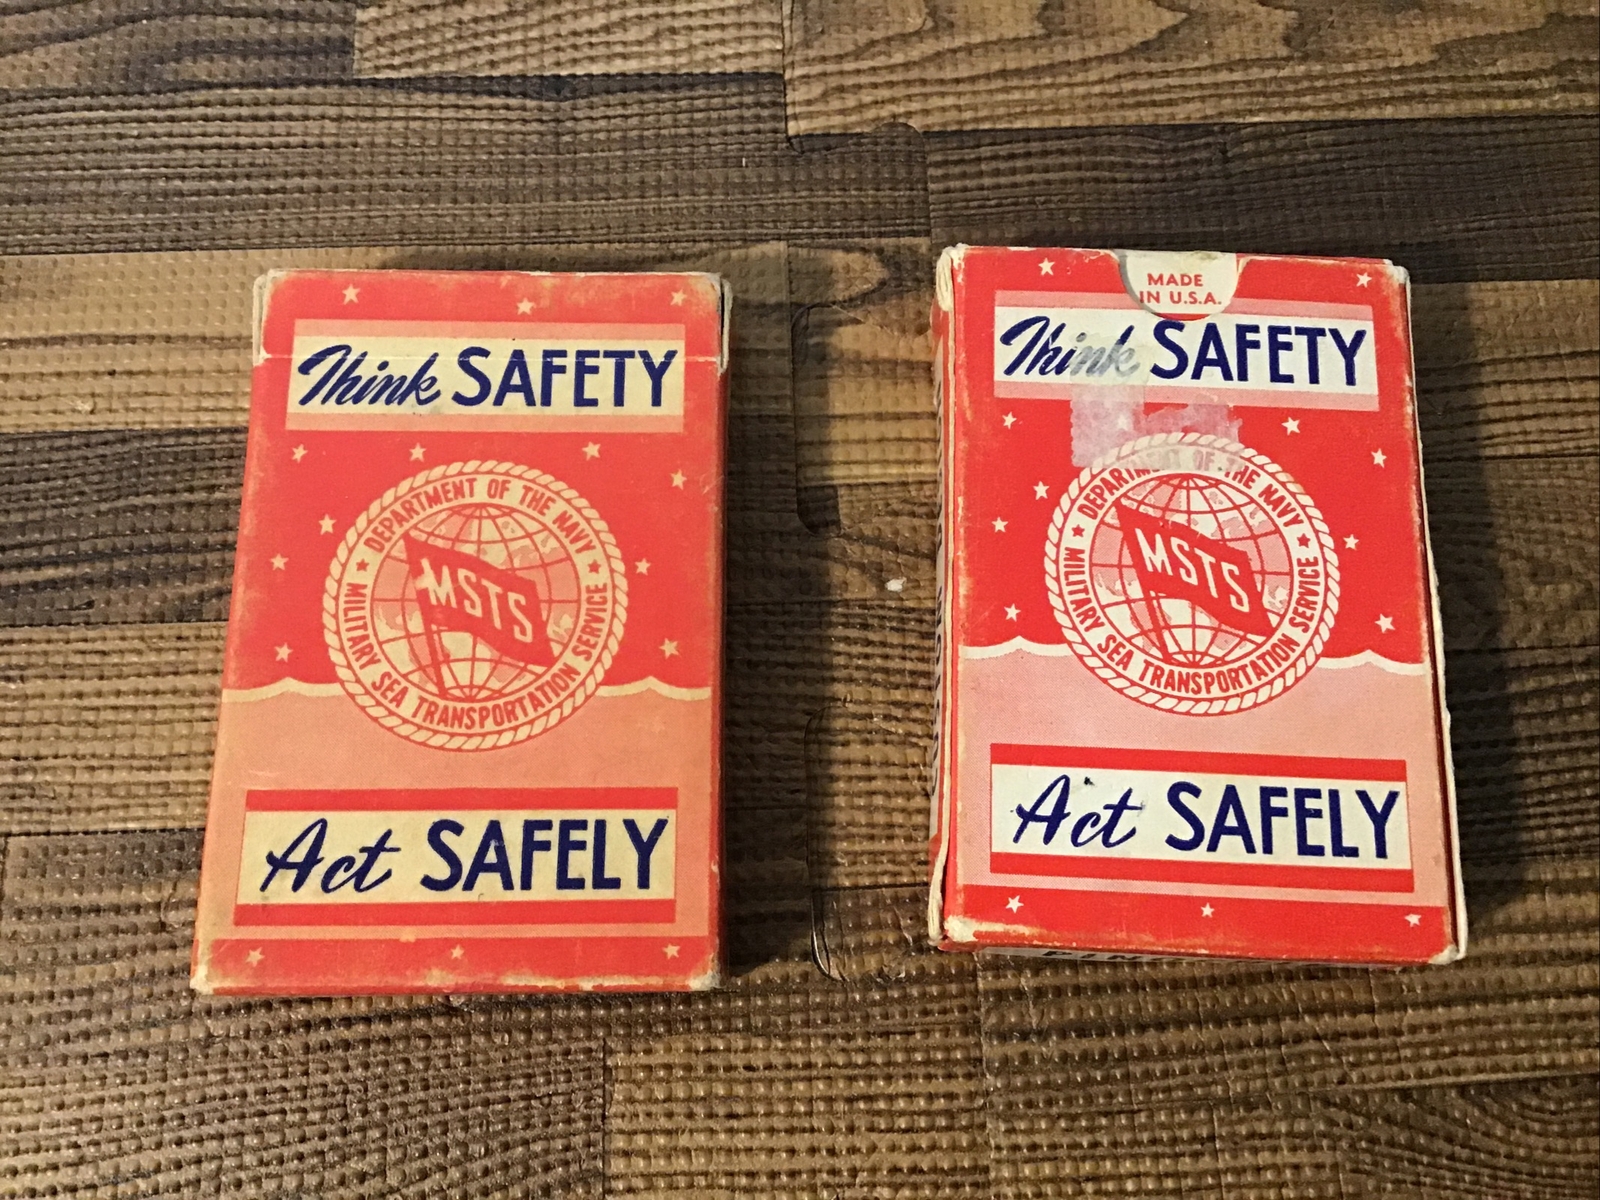 Think SAFETY
DEPARTMENT OF THE NAVY
MSTS
★ MILITARY SEA TRANSPORTATION SERVICE ★
Act SAFELY
MADE
IN U.S.A.
Think SAFETY
DEPARTMENT OF THE NAVY
MSTS
★ MILITARY SEA TRANSPORTATION SERVICE ★
Act SAFELY